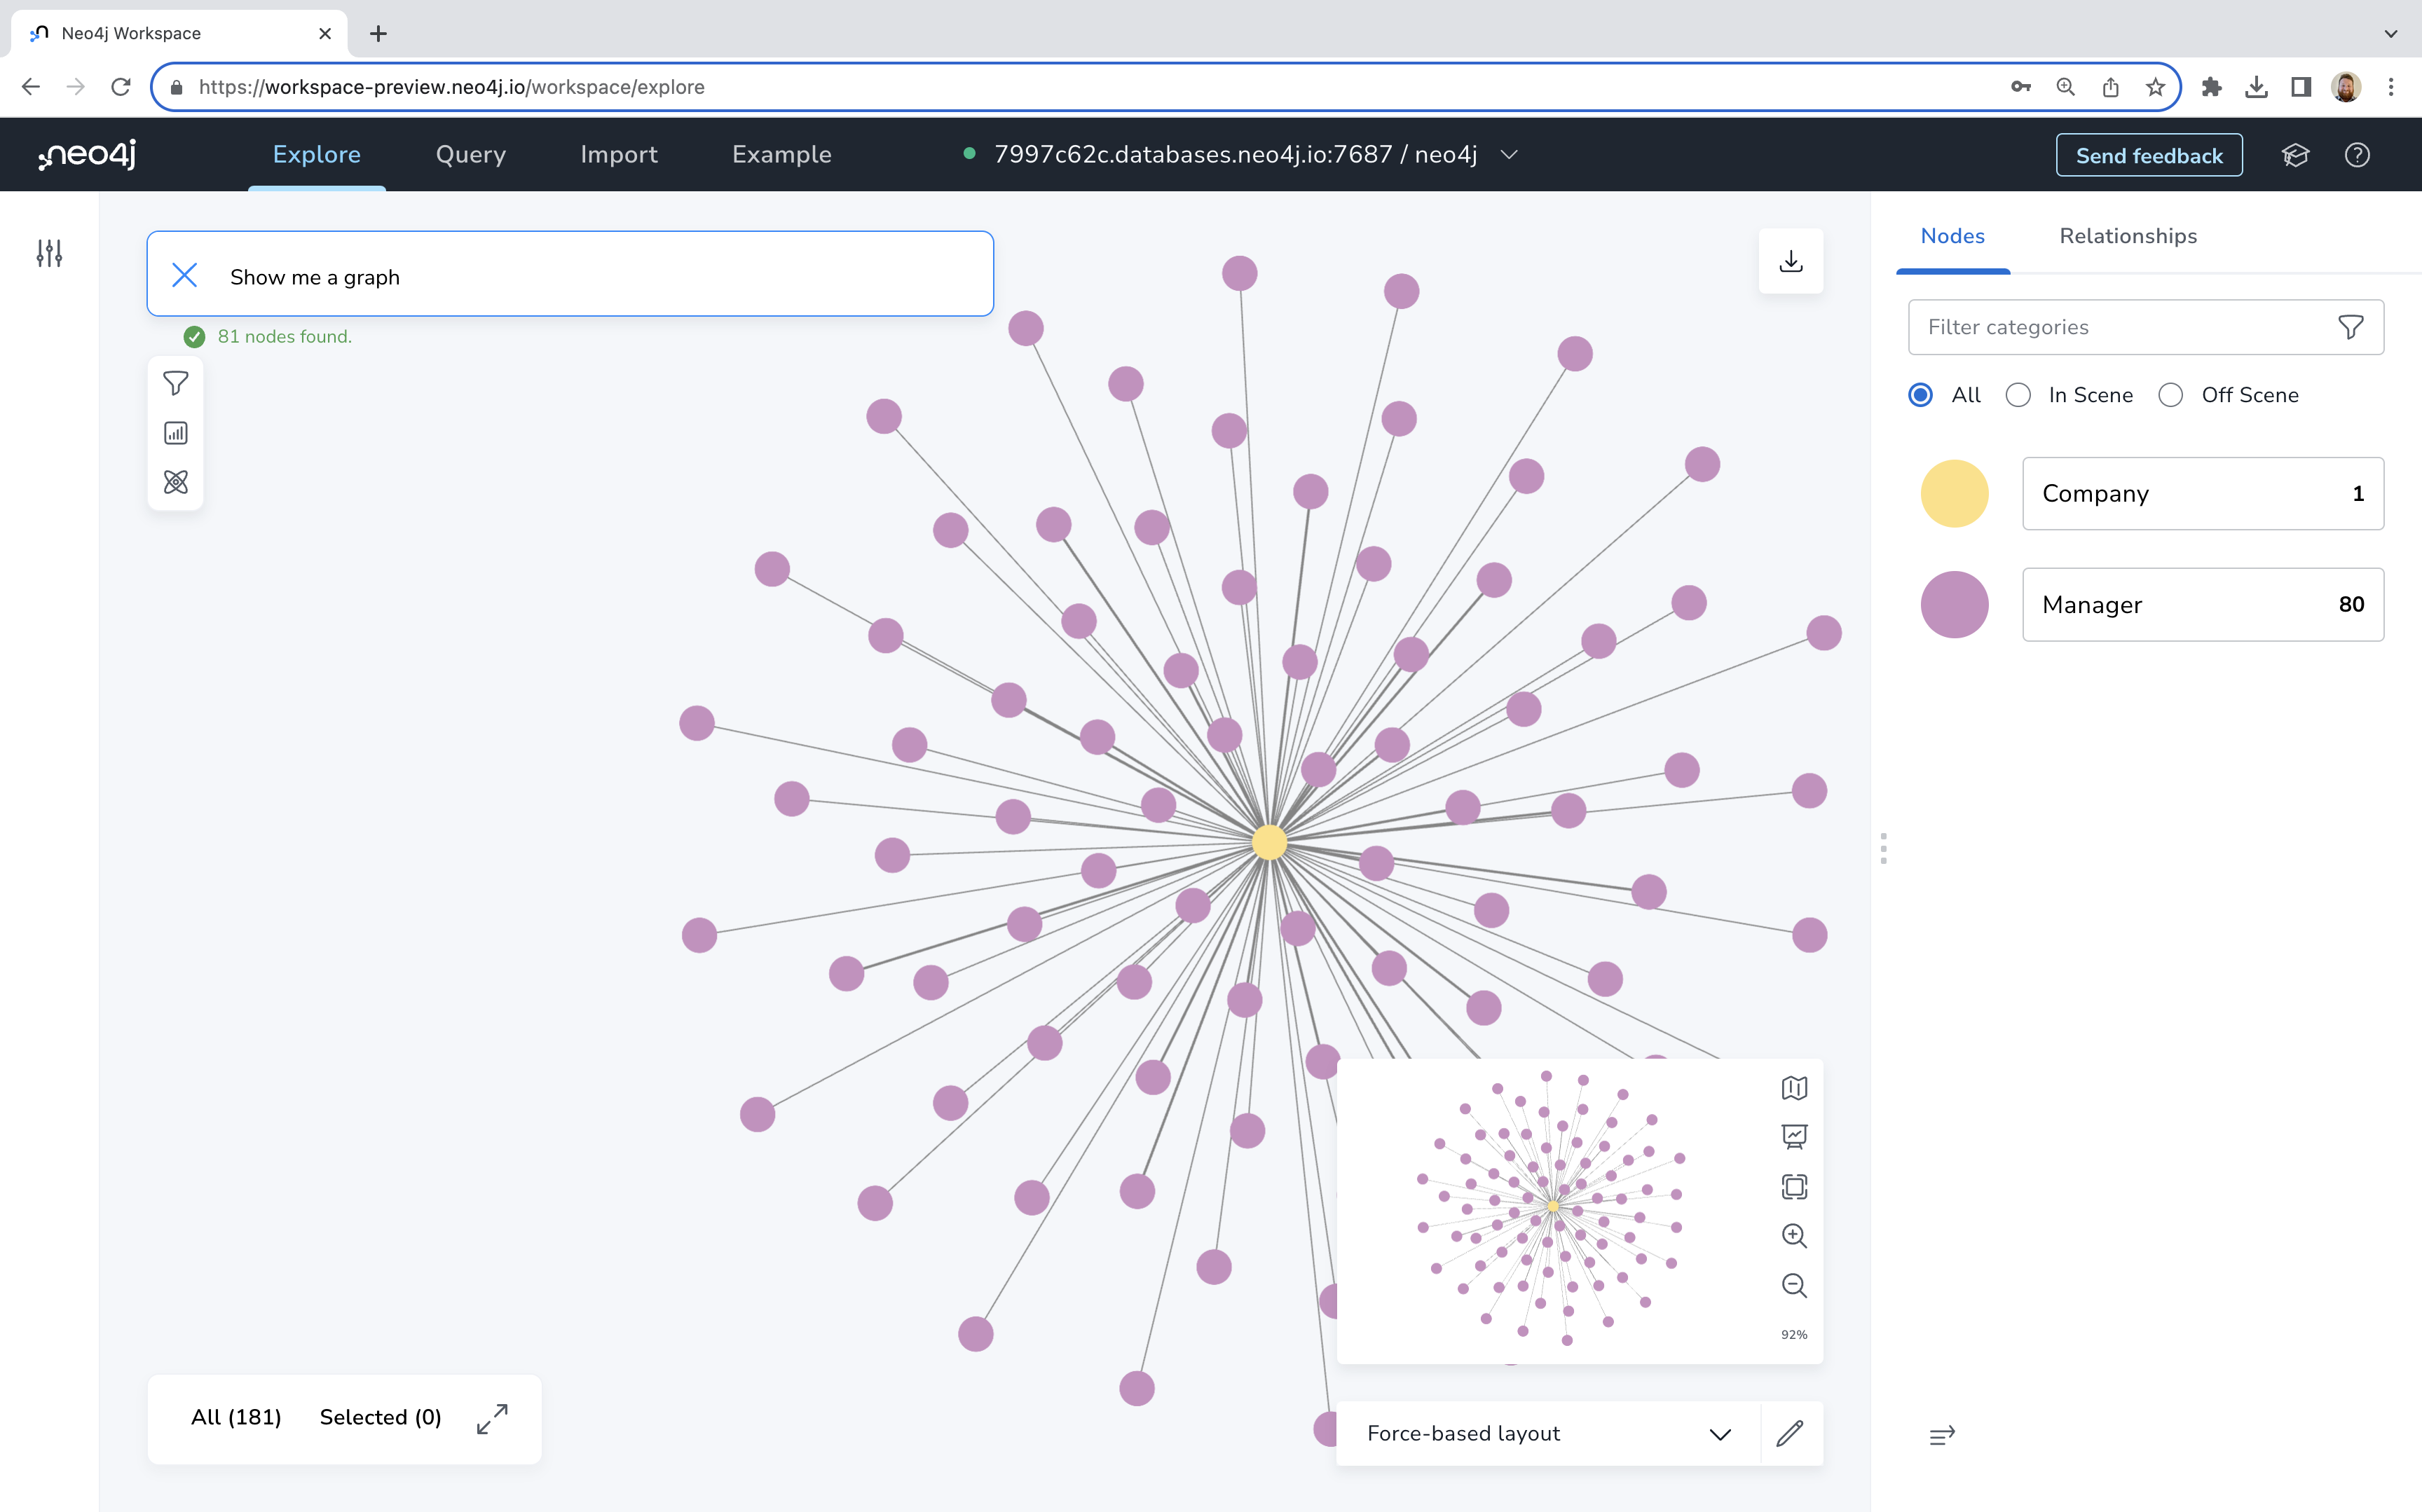 Neo4j Workspace
https://workspace-preview.neo4j.io/workspace/explore
neo4j
Explore
Query
Import
Example
7997c62c.databases.neo4j.io:7687 / neo4j
Send feedback
Show me a graph
81 nodes found.
Nodes
Relationships
Filter categories
All
In Scene
Off Scene
Company 1
Manager 80
92%
All (181)
Selected (0)
Force-based layout